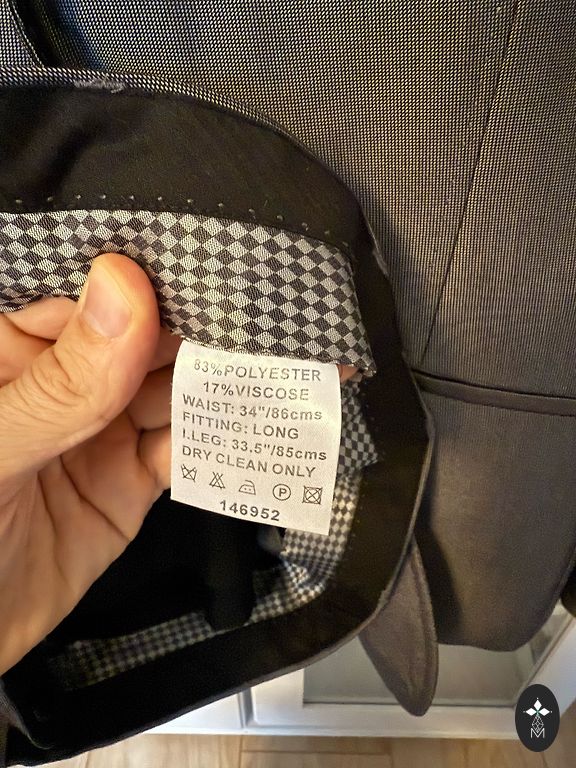 83%POLYESTER
17%VISCOSE
WAIST: 34"/86cms
FITTING: LONG
I.LEG: 33.5"/85cms
DRY CLEAN ONLY
P
146952
M